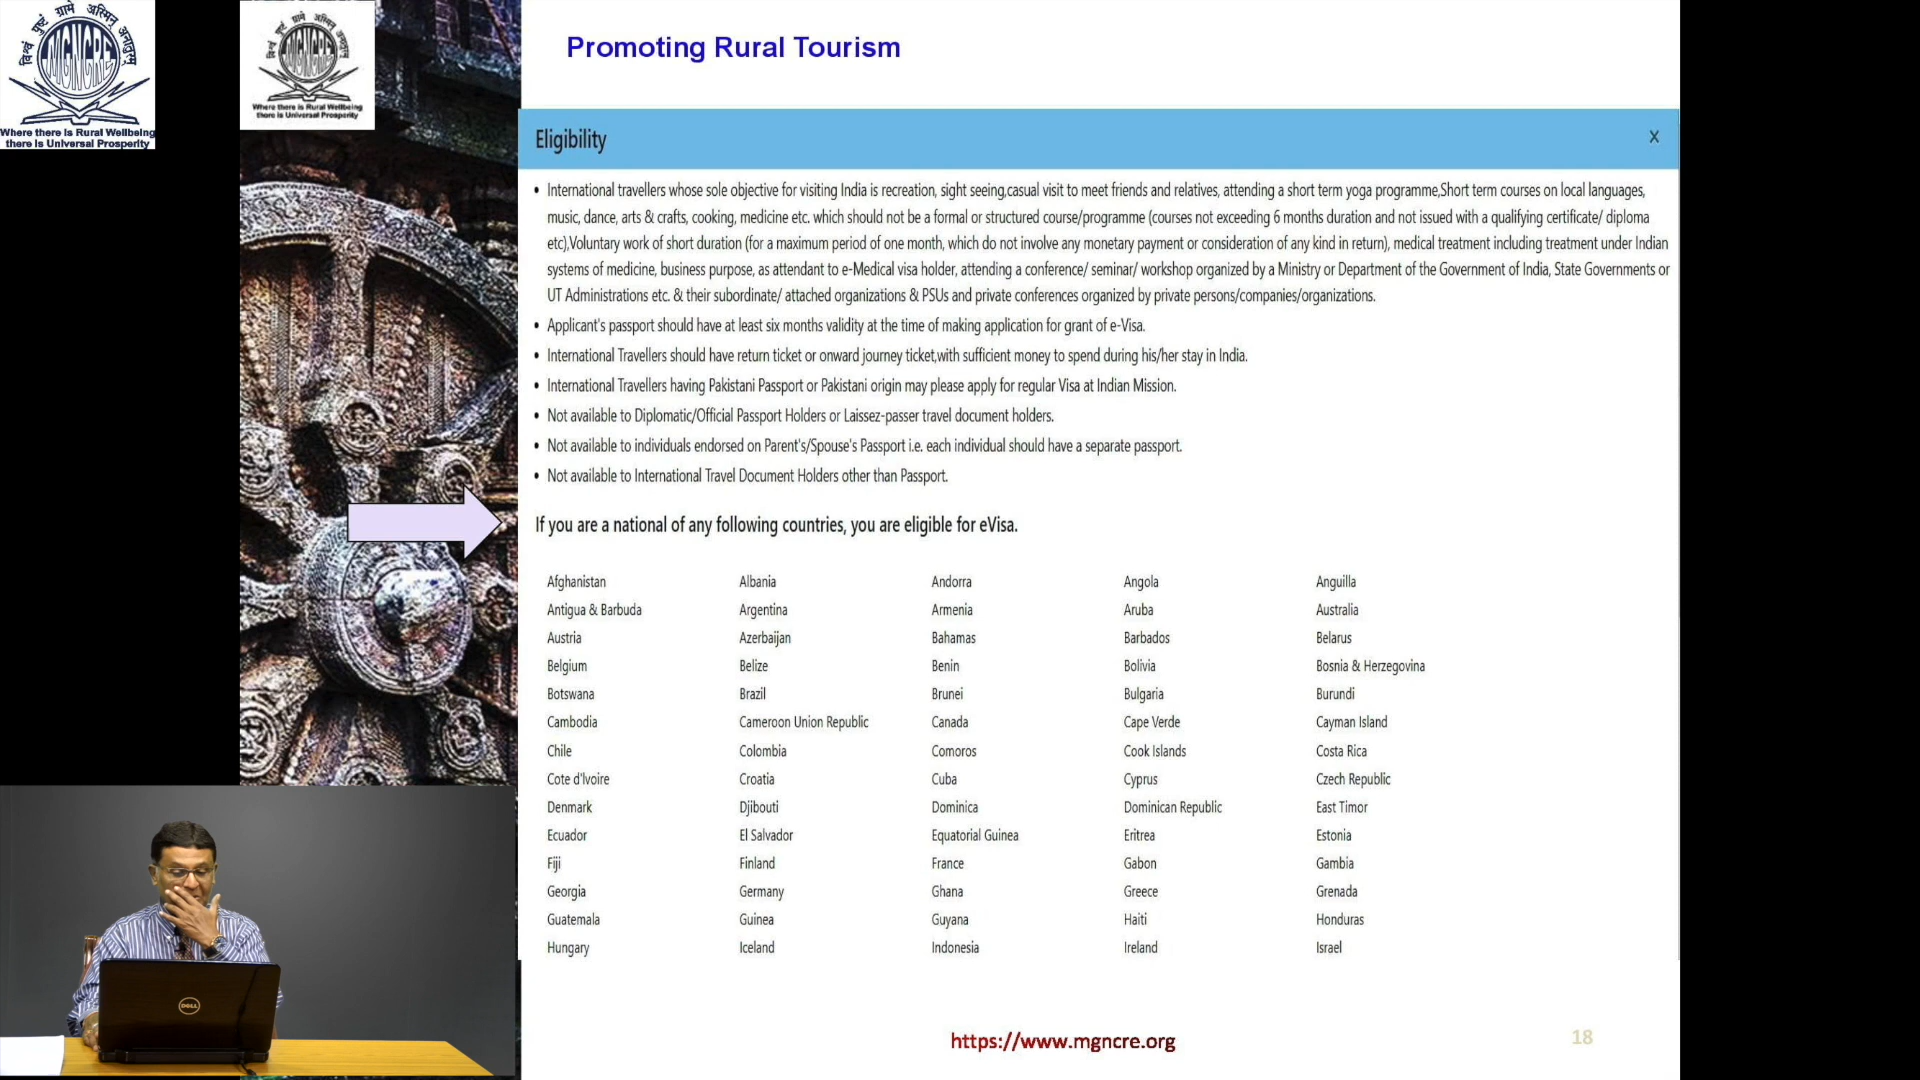 विश्वं पुष्टं ग्रामे अस्मिन् अनातुरम्
MGNCRE
Where there is Rural Wellbeing
there is Universal Prosperity
विश्वं पुष्टं ग्रामे अस्मिन् अनातुरम्
MGNCRE
Where there is Rural Wellbeing
there is Universal Prosperity
Promoting Rural Tourism
Eligibility X
• International travellers whose sole objective for visiting India is recreation, sight seeing,casual visit to meet friends and relatives, attending a short term yoga programme,Short term courses on local languages,
music, dance, arts & crafts, cooking, medicine etc. which should not be a formal or structured course/programme (courses not exceeding 6 months duration and not issued with a qualifying certificate/ diploma
etc),Voluntary work of short duration (for a maximum period of one month, which do not involve any monetary payment or consideration of any kind in return), medical treatment including treatment under Indian
systems of medicine, business purpose, as attendant to e-Medical visa holder, attending a conference/ seminar/ workshop organized by a Ministry or Department of the Government of India, State Governments or
UT Administrations etc. & their subordinate/ attached organizations & PSUs and private conferences organized by private persons/companies/organizations.
• Applicant's passport should have at least six months validity at the time of making application for grant of e-Visa.
• International Travellers should have return ticket or onward journey ticket,with sufficient money to spend during his/her stay in India.
• International Travellers having Pakistani Passport or Pakistani origin may please apply for regular Visa at Indian Mission.
• Not available to Diplomatic/Official Passport Holders or Laissez-passer travel document holders.
• Not available to individuals endorsed on Parent's/Spouse's Passport i.e. each individual should have a separate passport.
• Not available to International Travel Document Holders other than Passport.
If you are a national of any following countries, you are eligible for eVisa.
Afghanistan Albania Andorra Angola Anguilla
Antigua & Barbuda Argentina Armenia Aruba Australia
Austria Azerbaijan Bahamas Barbados Belarus
Belgium Belize Benin Bolivia Bosnia & Herzegovina
Botswana Brazil Brunei Bulgaria Burundi
Cambodia Cameroon Union Republic Canada Cape Verde Cayman Island
Chile Colombia Comoros Cook Islands Costa Rica
Cote d'Ivoire Croatia Cuba Cyprus Czech Republic
Denmark Djibouti Dominica Dominican Republic East Timor
Ecuador El Salvador Equatorial Guinea Eritrea Estonia
Fiji Finland France Gabon Gambia
Georgia Germany Ghana Greece Grenada
Guatemala Guinea Guyana Haiti Honduras
Hungary Iceland Indonesia Ireland Israel
DELL
https://www.mgncre.org
18